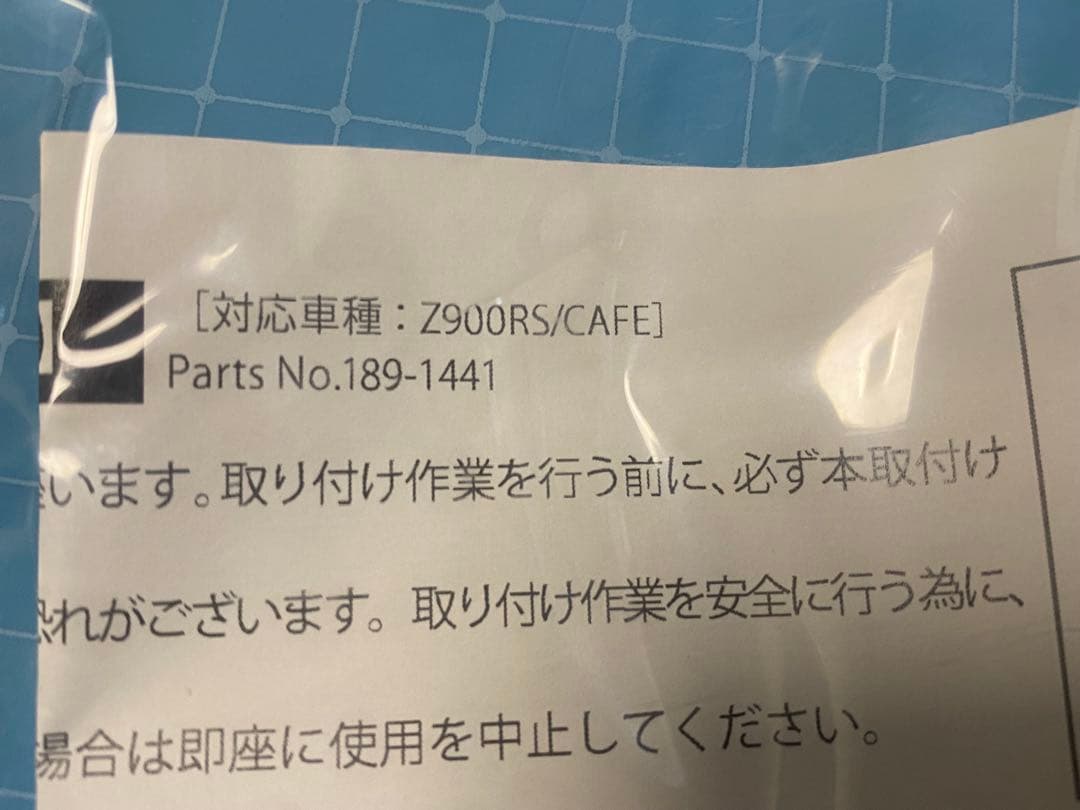 ［対応車種：Z900RS/CAFE］
Parts No.189-1441
います。取り付け作業を行う前に、必ず本取付け
恐れがございます。取り付け作業を安全に行う為に、
場合は即座に使用を中止してください。